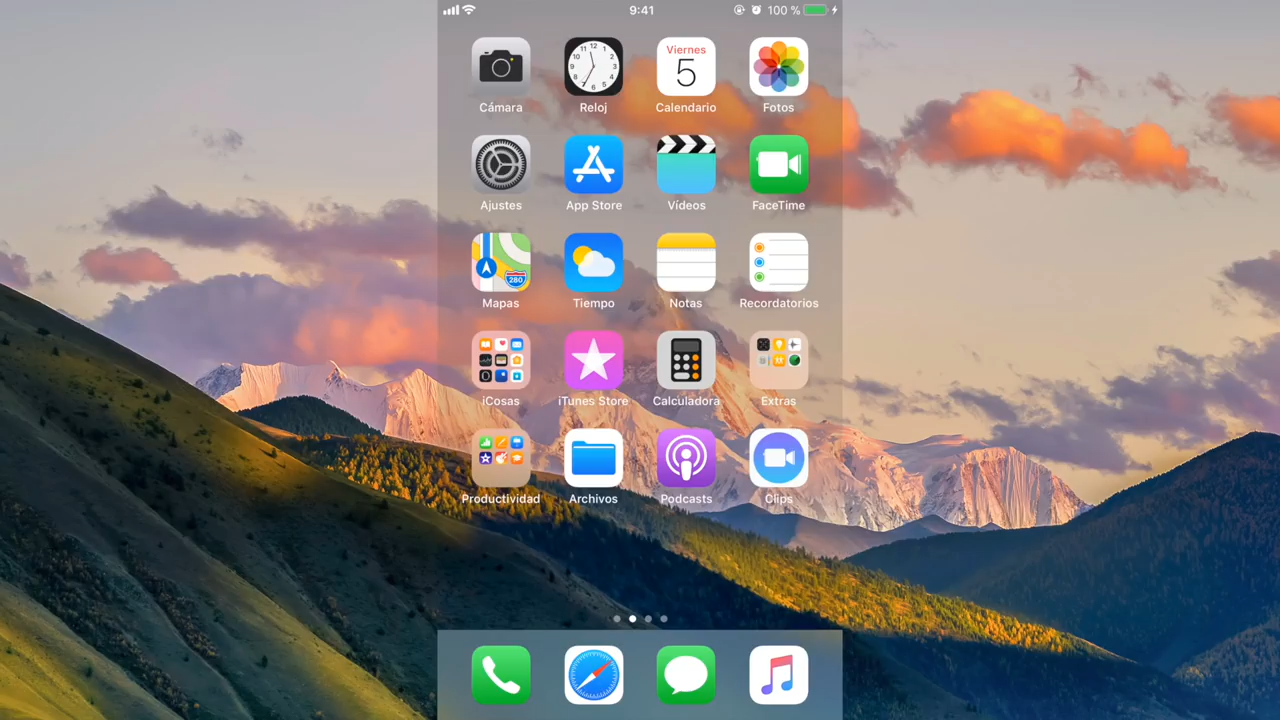 9:41
100 %
Viernes
5
Cámara
Reloj
Calendario
Fotos
Ajustes
App Store
Vídeos
FaceTime
280
Mapas
Tiempo
Notas
Recordatorios
iCosas
iTunes Store
Calculadora
Extras
Productividad
Archivos
Podcasts
Clips